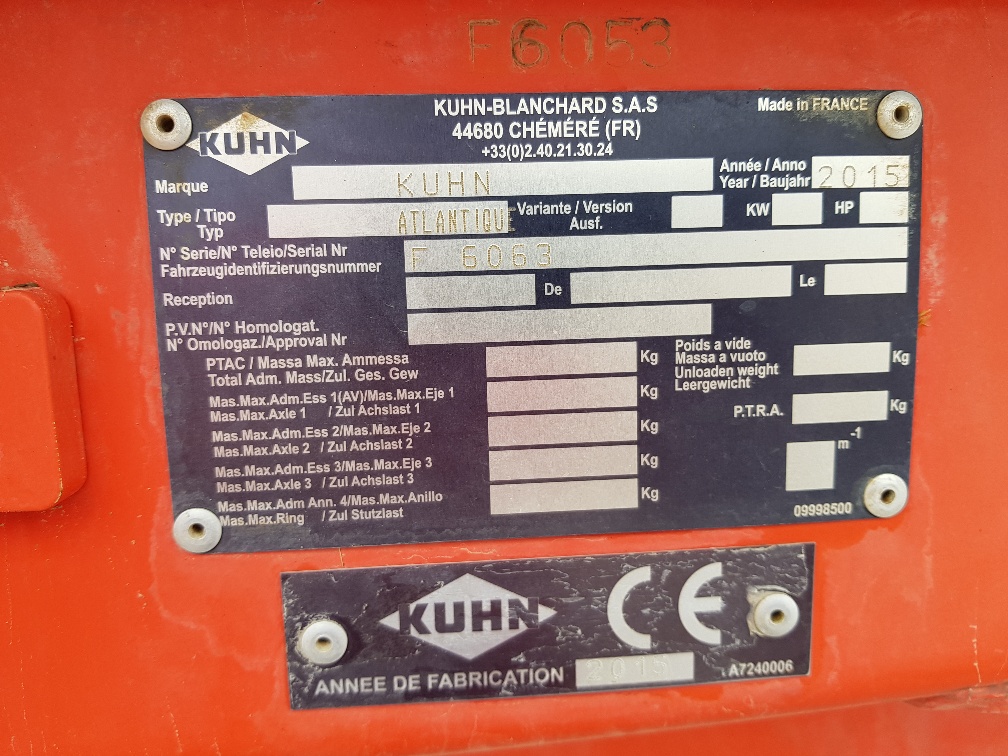 F6053
KUHN
KUHN-BLANCHARD S.A.S
44680 CHÉMÉRÉ (FR)
+33(0)2.40.21.30.24
Made in FRANCE
Marque KUHN
Année / Anno
Year / Baujahr 2015
Type / Tipo
Typ ATLANTIQUE
Variante / Version
Ausf.
KW HP
N° Serie/N° Teleio/Serial Nr
Fahrzeugidentifizierungsnummer F 6063
Reception De Le
P.V.N°/N° Homologat.
N° Omologaz./Approval Nr
PTAC / Massa Max. Ammessa
Total Adm. Mass/Zul. Ges. Gew Kg
Mas.Max.Adm.Ess 1(AV)/Mas.Max.Eje 1
Mas.Max.Axle 1 / Zul Achslast 1 Kg
Mas.Max.Adm.Ess 2/Mas.Max.Eje 2
Mas.Max.Axle 2 / Zul Achslast 2 Kg
Mas.Max.Adm.Ess 3/Mas.Max.Eje 3
Mas.Max.Axle 3 / Zul Achslast 3 Kg
Mas.Max.Adm Ann. 4/Mas.Max.Anillo
Mas.Max.Ring / Zul Stutzlast Kg
Poids a vide
Massa a vuoto
Unloaden weight
Leergewicht Kg
P.T.R.A. Kg
m-1
09998500
KUHN CE
ANNEE DE FABRICATION 2015 A7240006